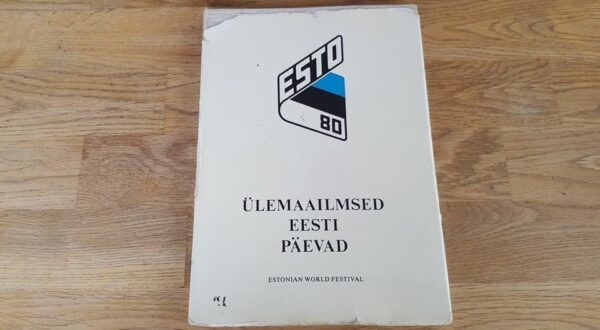 ESTO
80
ÜLEMAAILMSED
EESTI
PÄEVAD
ESTONIAN WORLD FESTIVAL